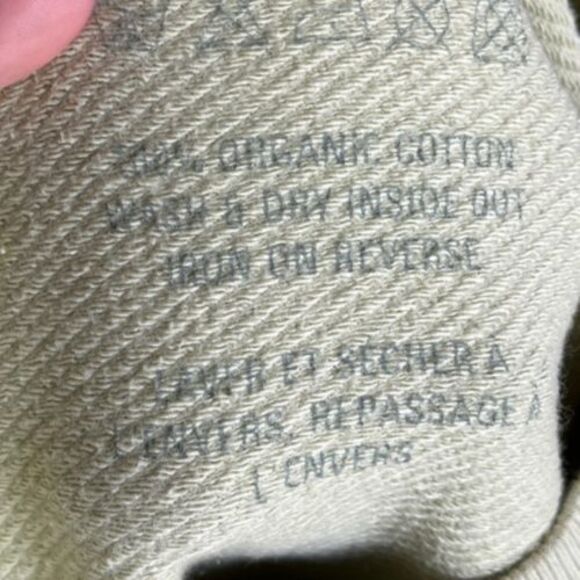 100% ORGANIC COTTON
WASH & DRY INSIDE OUT
IRON ON REVERSE
LAVER ET SÉCHER À
L'ENVERS. REPASSAGE À
L'ENVERS